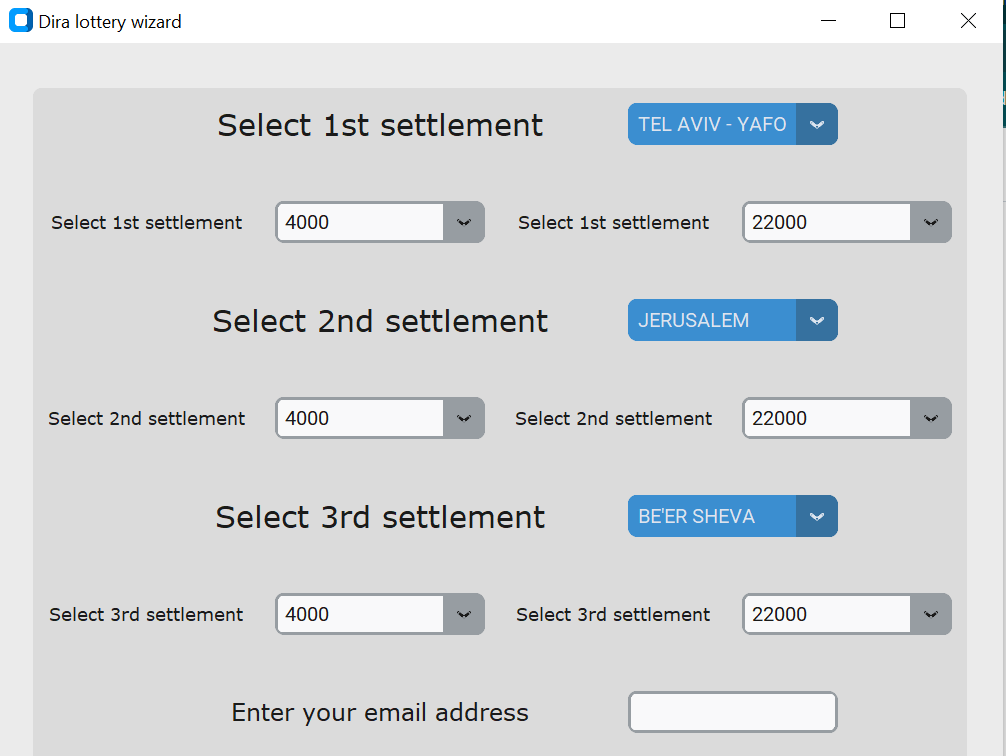 Dira lottery wizard
Select 1st settlement TEL AVIV - YAFO
Select 1st settlement 4000 Select 1st settlement 22000
Select 2nd settlement JERUSALEM
Select 2nd settlement 4000 Select 2nd settlement 22000
Select 3rd settlement BE'ER SHEVA
Select 3rd settlement 4000 Select 3rd settlement 22000
Enter your email address